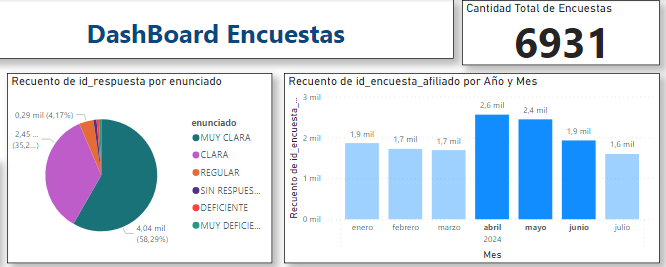 DashBoard Encuestas
Cantidad Total de Encuestas
6931
Recuento de id_respuesta por enunciado
0,29 mil (4,17%)
2,45 ...
(35,2...)
4,04 mil
(58,29%)
enunciado
MUY CLARA
CLARA
REGULAR
SIN RESPUES...
DEFICIENTE
MUY DEFICIE...
Recuento de id_encuesta_afiliado por Año y Mes
Recuento de id_encuesta_...
3 mil
2 mil
1 mil
0 mil
1,9 mil
1,7 mil
1,7 mil
2,6 mil
2,4 mil
1,9 mil
1,6 mil
enero
febrero
marzo
abril
mayo
junio
julio
2024
Mes